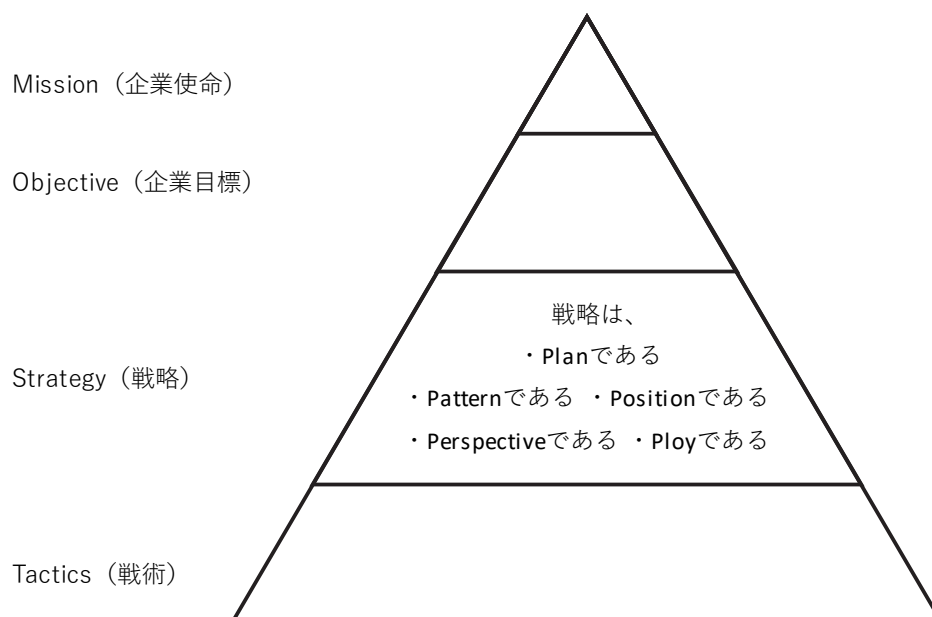 Mission（企業使命）
Objective（企業目標）
戦略は、
・Planである
Strategy（戦略）
・Patternである ・Positionである
・Perspectiveである ・Ployである
Tactics（戦術）